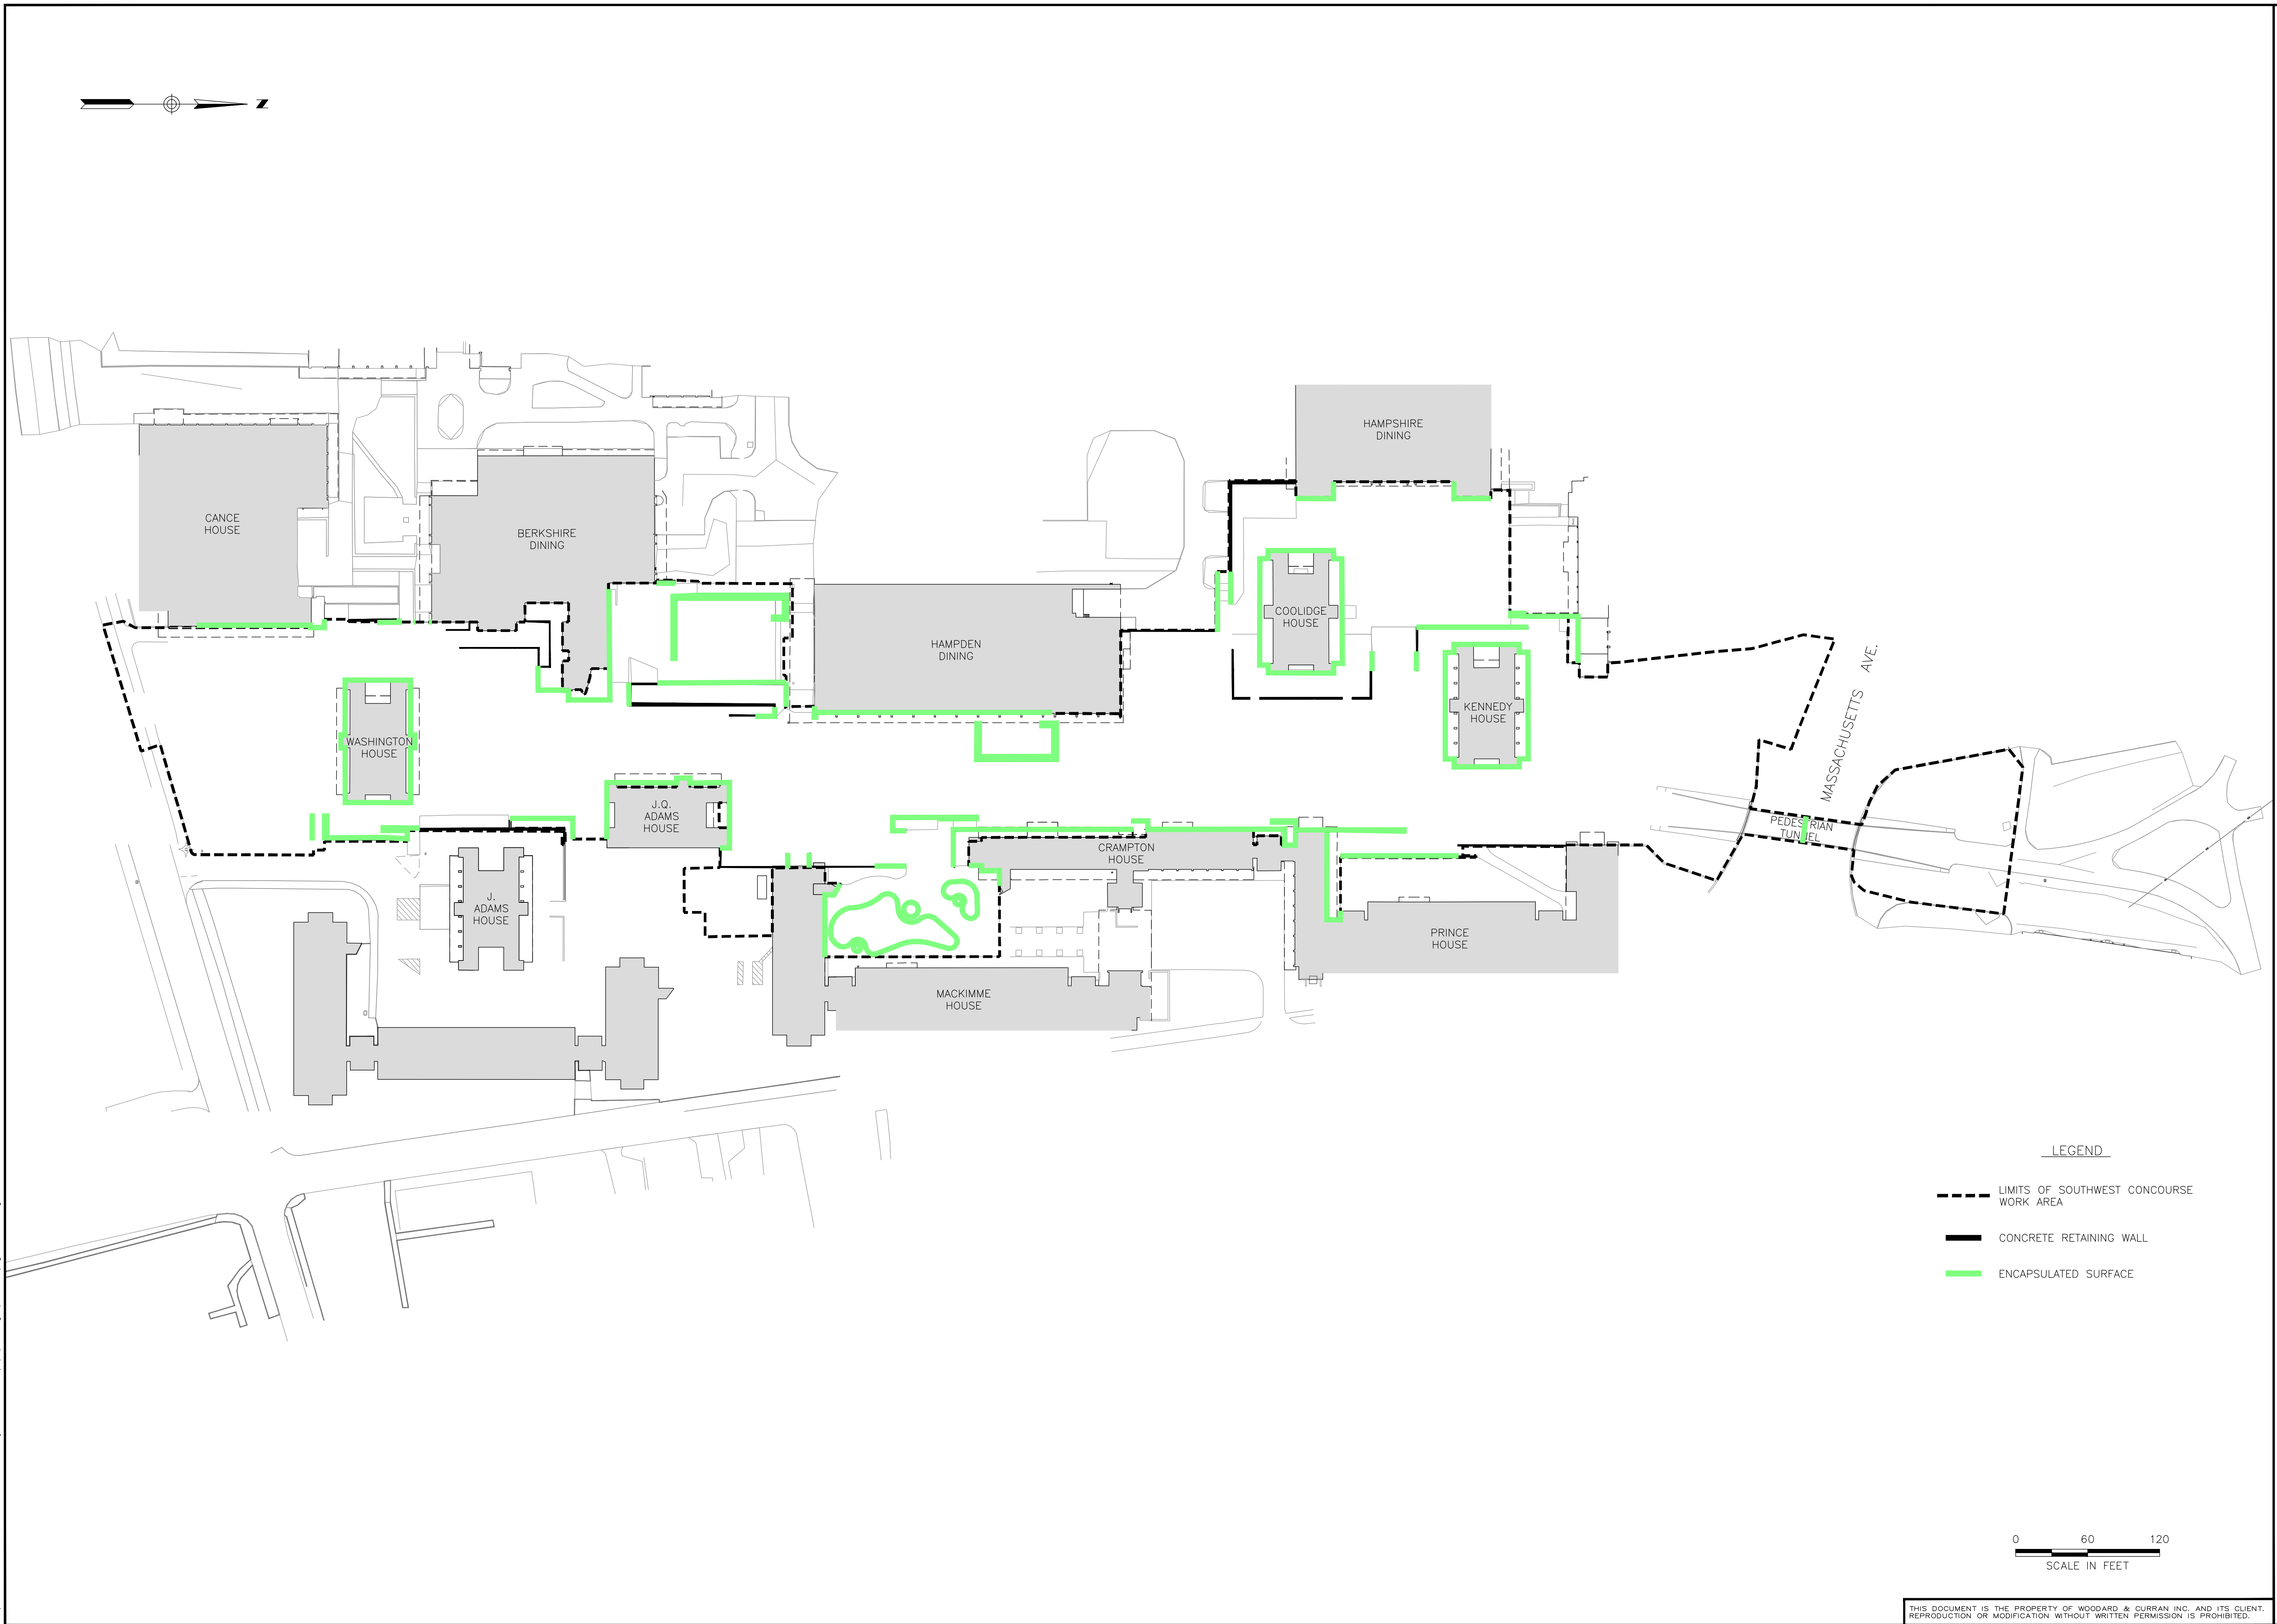 Z
HAMPSHIRE
DINING
CANCE
HOUSE
BERKSHIRE
DINING
COOLIDGE
HOUSE
HAMPDEN
DINING
KENNEDY
HOUSE
MASSACHUSETTS AVE.
WASHINGTON
HOUSE
J.Q.
ADAMS
HOUSE
PEDESTRIAN
TUNNEL
CRAMPTON
HOUSE
J.
ADAMS
HOUSE
PRINCE
HOUSE
MACKIMME
HOUSE
LEGEND
LIMITS OF SOUTHWEST CONCOURSE
WORK AREA
CONCRETE RETAINING WALL
ENCAPSULATED SURFACE
0 60 120
SCALE IN FEET
THIS DOCUMENT IS THE PROPERTY OF WOODARD & CURRAN INC. AND ITS CLIENT.
REPRODUCTION OR MODIFICATION WITHOUT WRITTEN PERMISSION IS PROHIBITED.